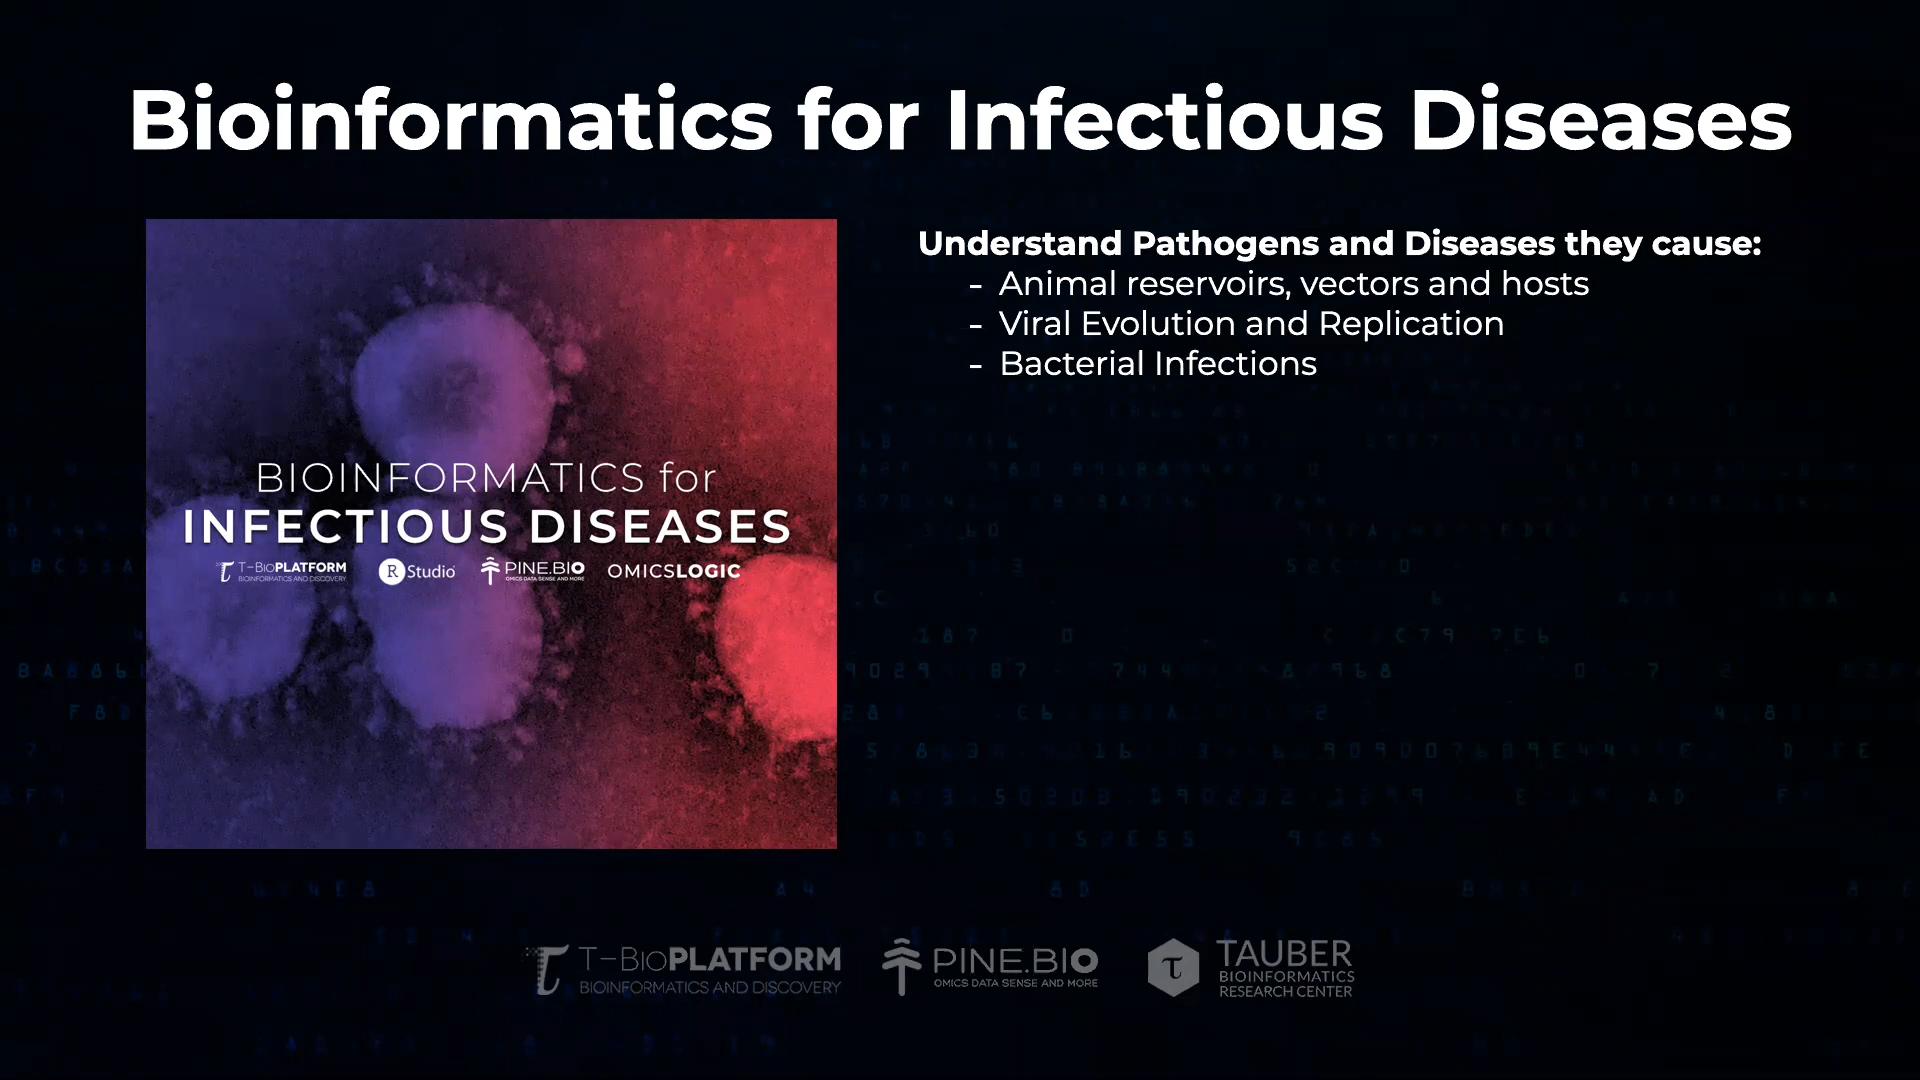 Bioinformatics for Infectious Diseases
BIOINFORMATICS for
INFECTIOUS DISEASES
T-BioPLATFORM
BIOINFORMATICS AND DISCOVERY
R Studio
PINE.BIO
OMICS DATA SENSE AND MORE
OMICSLOGIC
Understand Pathogens and Diseases they cause:
- Animal reservoirs, vectors and hosts
- Viral Evolution and Replication
- Bacterial Infections
T-BioPLATFORM
BIOINFORMATICS AND DISCOVERY
PINE.BIO
OMICS DATA SENSE AND MORE
TAUBER
BIOINFORMATICS
RESEARCH CENTER